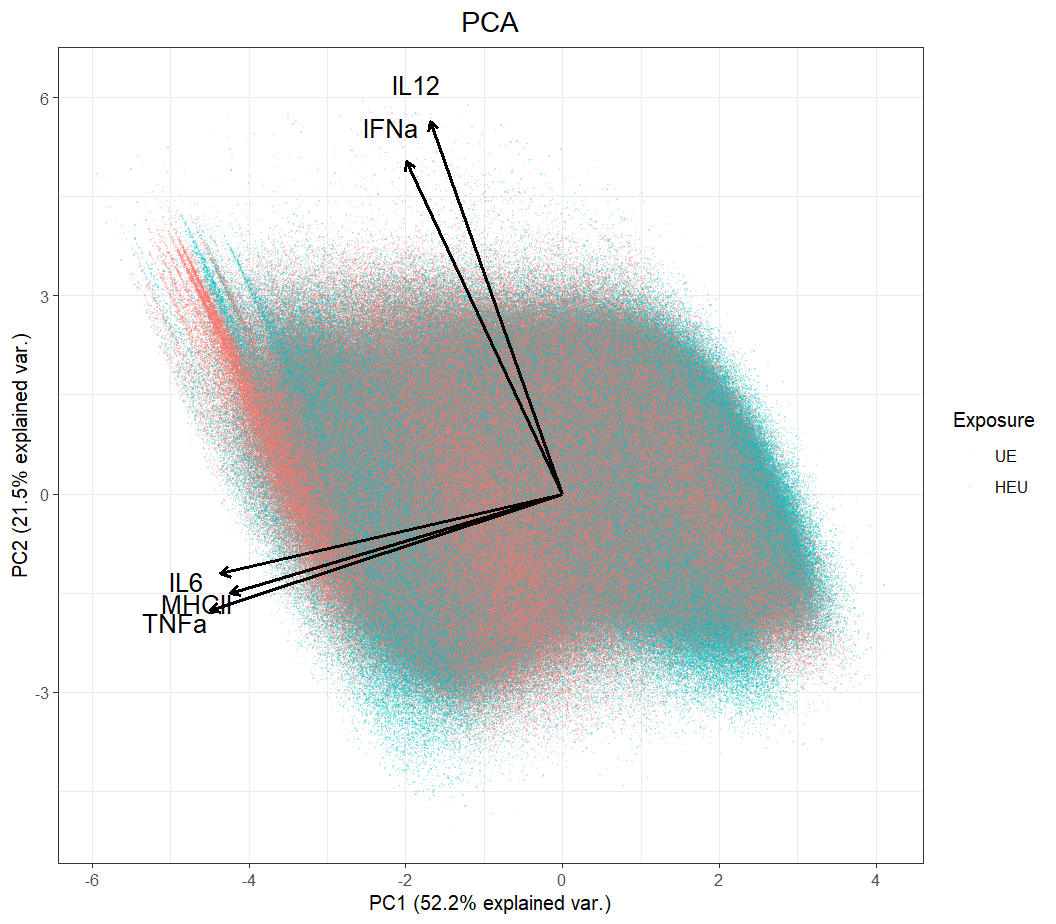 PCA
IL12
IFNa
IL6
MHCII
TNFa
6
3
0
-3
-6
-4
-2
0
2
4
PC1 (52.2% explained var.)
PC2 (21.5% explained var.)
Exposure
UE
HEU